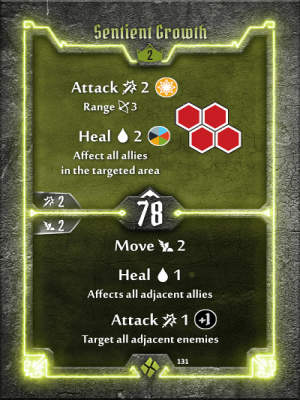 Sentient Growth
2
Attack 2
Range 3
Heal 2
Affect all allies
in the targeted area
2
78
2
Move 2
Heal 1
Affects all adjacent allies
Attack 1 +1
Target all adjacent enemies
131